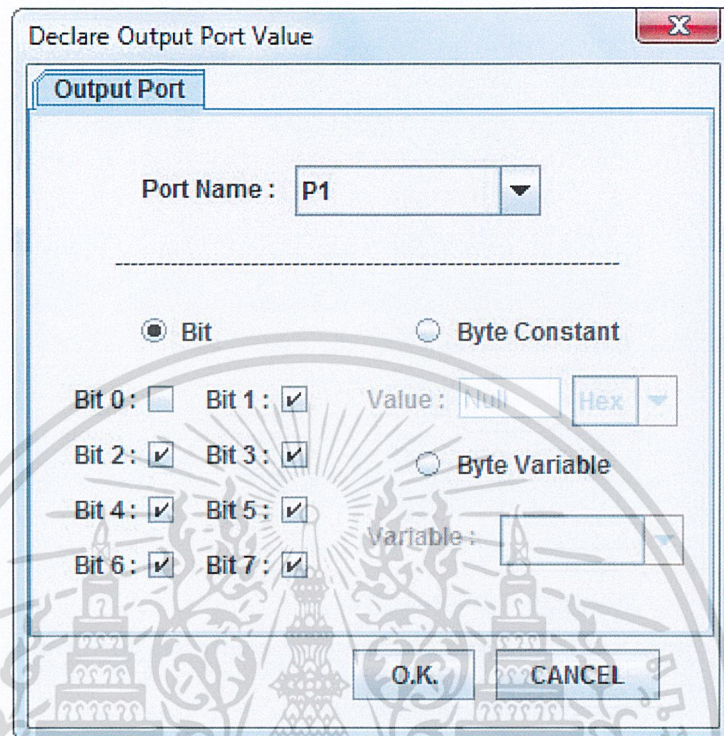 Declare Output Port Value
Output Port
Port Name : P1
Bit Byte Constant
Bit 0 : Bit 1 : Value : Null Hex
Bit 2 : Bit 3 : Byte Variable
Bit 4 : Bit 5 : Variable :
Bit 6 : Bit 7 :
O.K. CANCEL